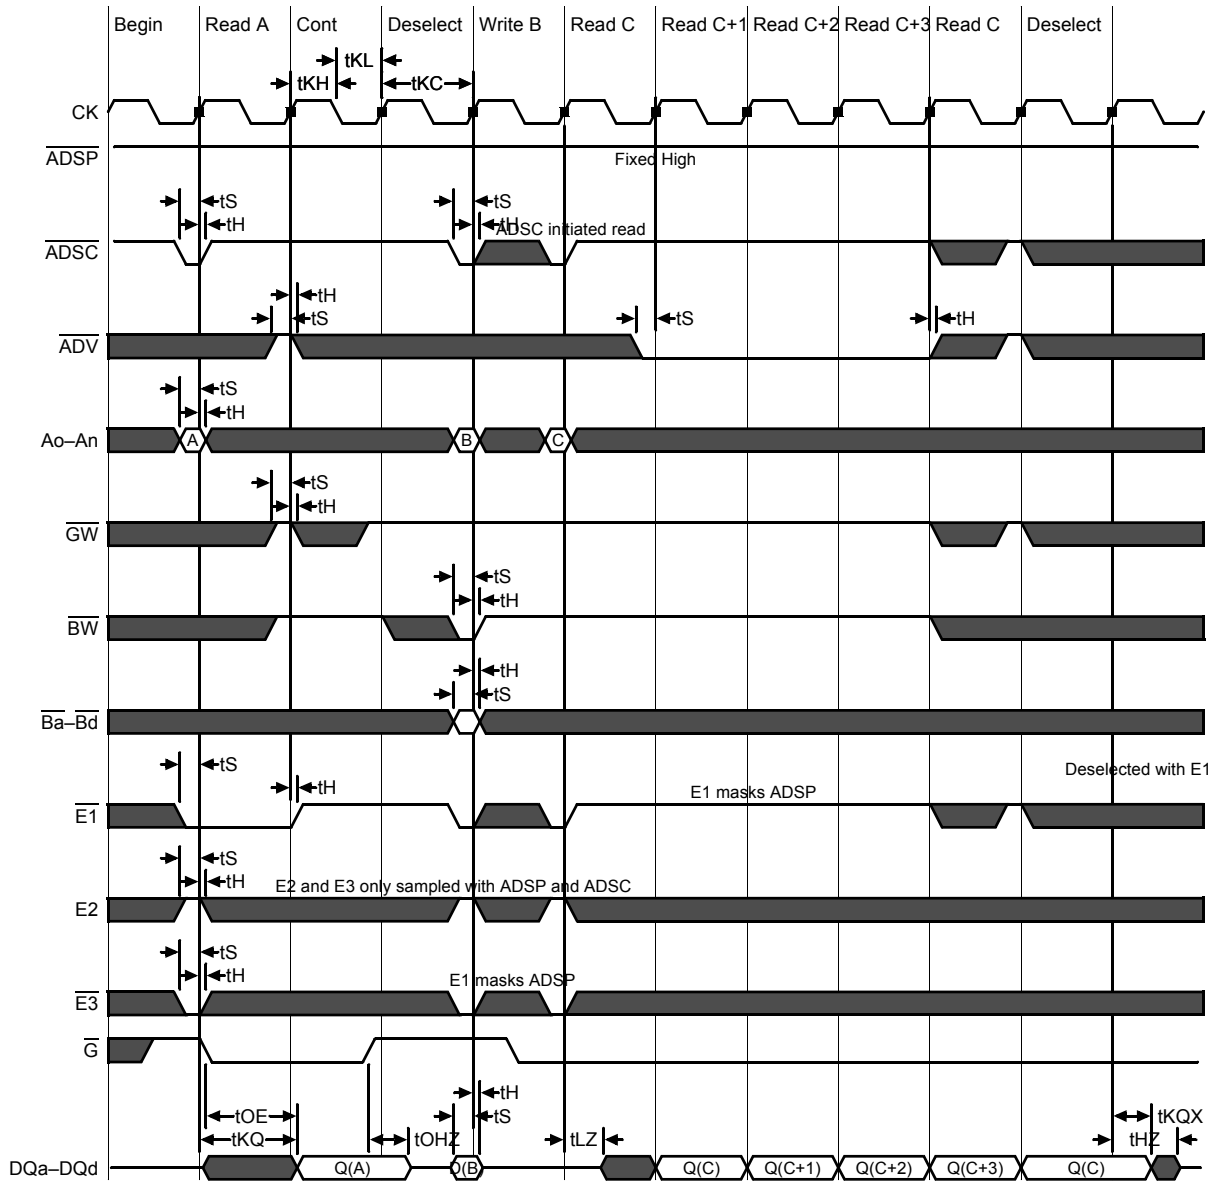 Begin Read A Cont Deselect Write B Read C Read C+1 Read C+2 Read C+3 Read C Deselect
tKL
tKH tKC
CK
ADSP
Fixed High
tS tS
tH tH
ADSC initiated read
ADSC
tH
tS tS tH
ADV
tS
tH
Ao–An A B C
tS
tH
GW
tS
tH
BW
tH
tS
Ba–Bd
tS
Deselected with E1
tH
E1 masks ADSP
E1
tS
tH
E2 and E3 only sampled with ADSP and ADSC
E2
tS
tH
E1 masks ADSP
E3
G
tH
tOE tS tKQX
tKQ tOHZ tLZ tHZ
DQa–DQd Q(A) D(B) Q(C) Q(C+1) Q(C+2) Q(C+3) Q(C)